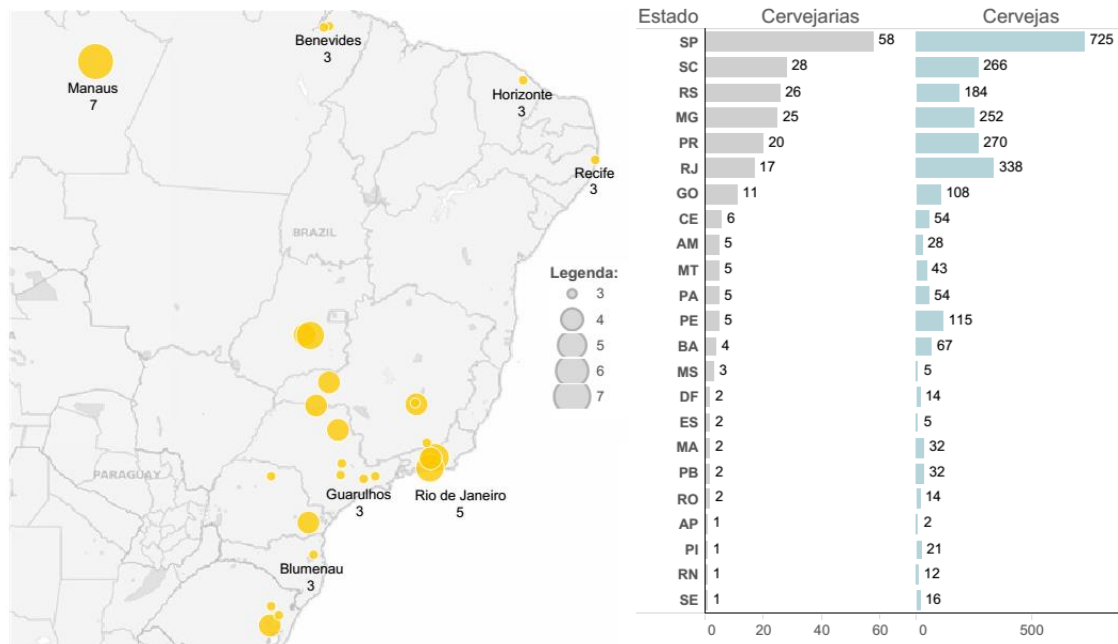 Benevides
3
Manaus
7
Horizonte
3
Recife
3
BRAZIL
Legenda:
3
4
5
6
7
PARAGUAY
Guarulhos
3
Rio de Janeiro
5
Blumenau
3
Estado Cervejarias Cervejas
SP 58 725
SC 28 266
RS 26 184
MG 25 252
PR 20 270
RJ 17 338
GO 11 108
CE 6 54
AM 5 28
MT 5 43
PA 5 54
PE 5 115
BA 4 67
MS 3 5
DF 2 14
ES 2 5
MA 2 32
PB 2 32
RO 2 14
AP 1 2
PI 1 21
RN 1 12
SE 1 16
0 20 40 60 0 500